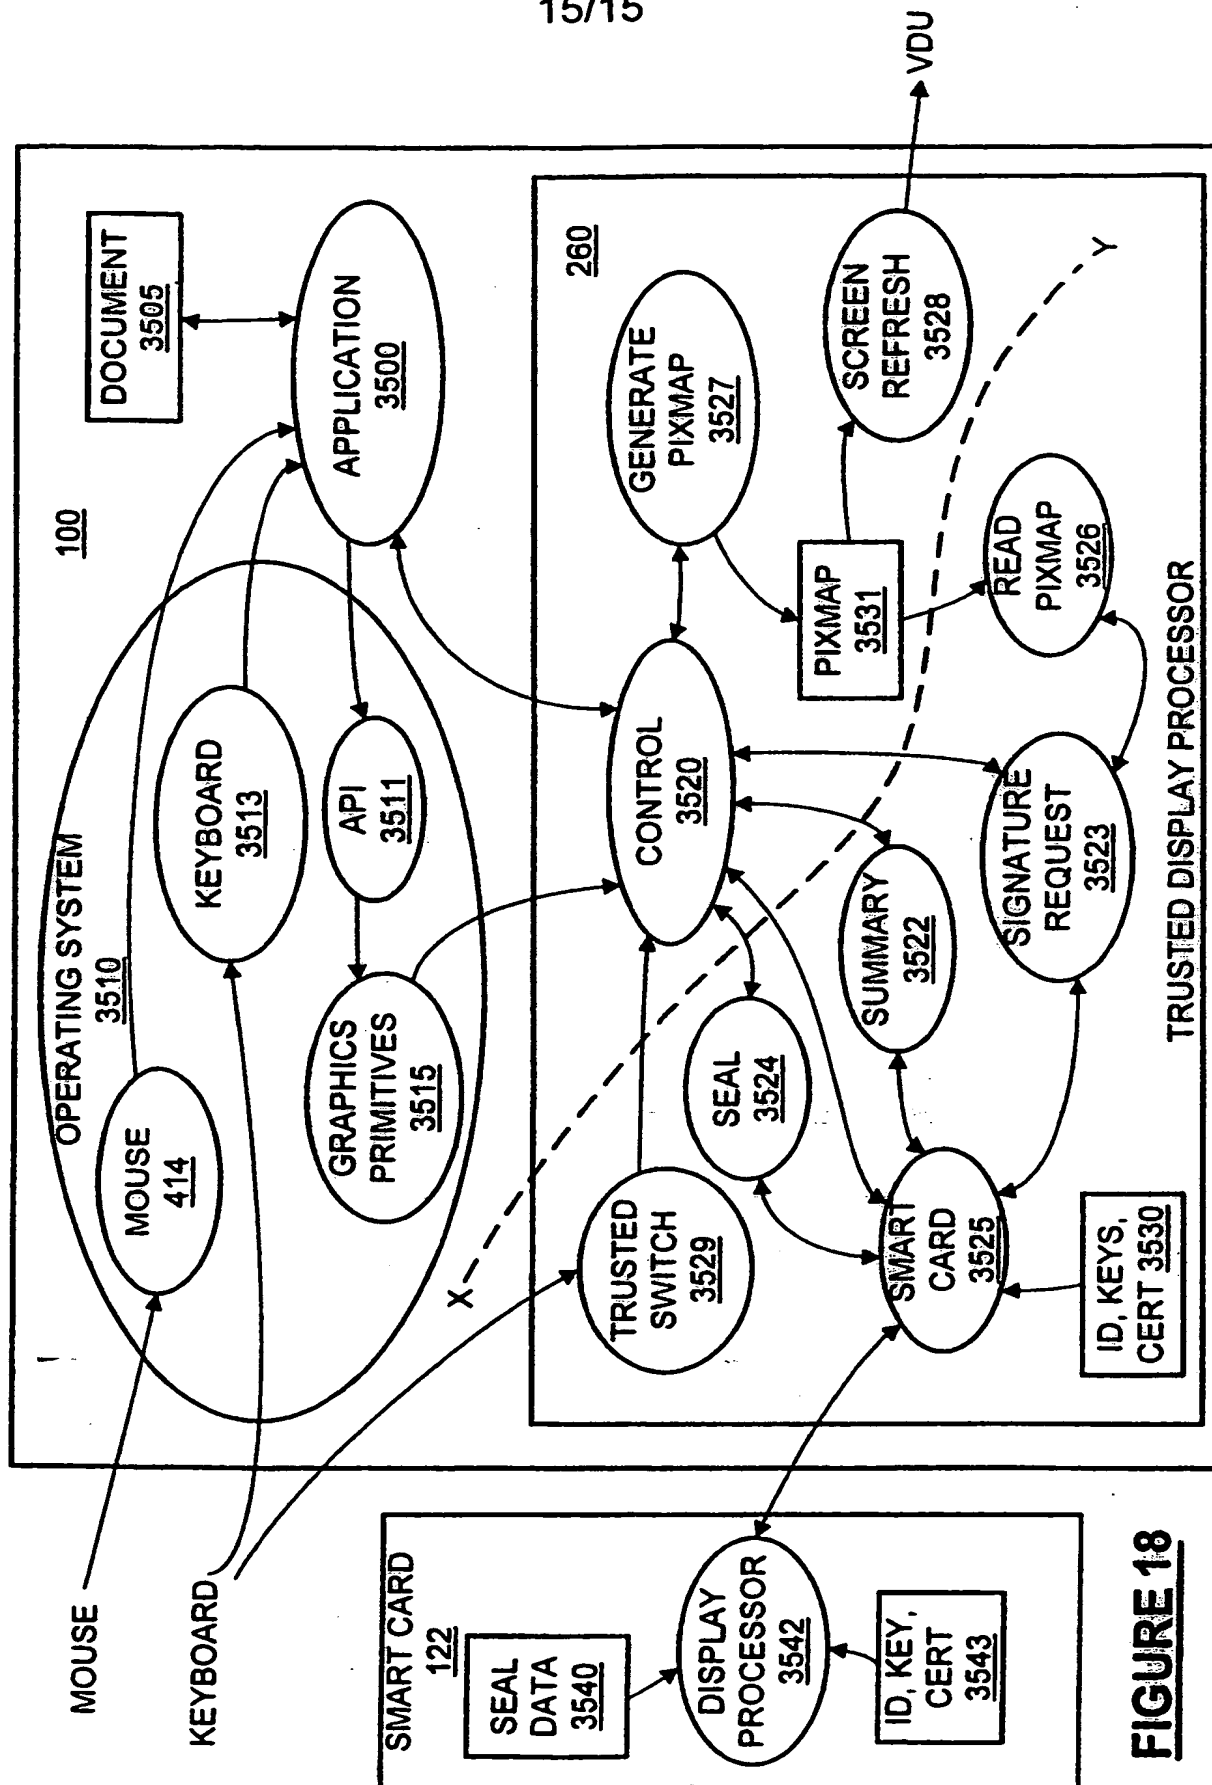 15/15
MOUSE
KEYBOARD
SMART CARD
122
SEAL
DATA
3540
DISPLAY
PROCESSOR
3542
ID, KEY,
CERT
3543
100
OPERATING SYSTEM
3510
MOUSE
414
KEYBOARD
3513
API
3511
GRAPHICS
PRIMITIVES
3515
DOCUMENT
3505
APPLICATION
3500
260
X
Y
TRUSTED
SWITCH
3529
CONTROL
3520
GENERATE
PIXMAP
3527
PIXMAP
3531
SCREEN
REFRESH
3528
VDU
READ
PIXMAP
3526
SEAL
3524
SUMMARY
3522
SIGNATURE
REQUEST
3523
SMART
CARD
3525
ID, KEYS,
CERT 3530
TRUSTED DISPLAY PROCESSOR
FIGURE 18